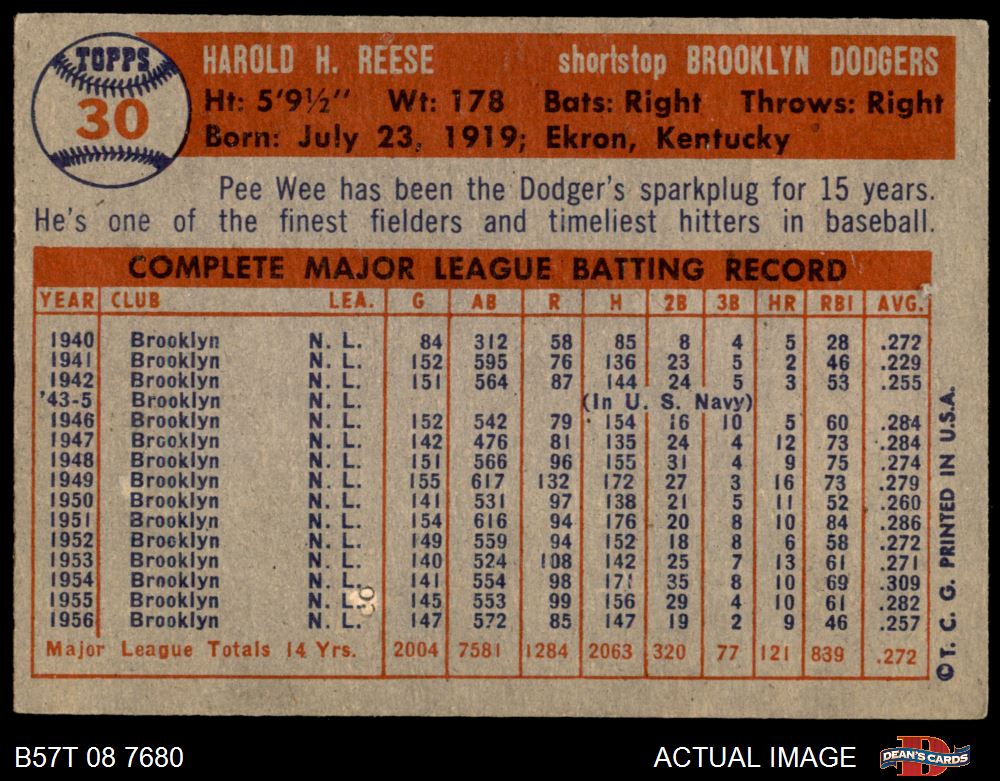 TOPPS
30
HAROLD H. REESE shortstop BROOKLYN DODGERS
Ht: 5'9½" Wt: 178 Bats: Right Throws: Right
Born: July 23, 1919; Ekron, Kentucky
Pee Wee has been the Dodger's sparkplug for 15 years.
He's one of the finest fielders and timeliest hitters in baseball.
COMPLETE MAJOR LEAGUE BATTING RECORD
YEAR CLUB LEA. G AB R H 2B 3B HR RBI AVG.
1940 Brooklyn N. L. 84 312 58 85 8 4 5 28 .272
1941 Brooklyn N. L. 152 595 76 136 23 5 2 46 .229
1942 Brooklyn N. L. 151 564 87 144 24 5 3 53 .255
'43-5 Brooklyn N. L. (In U. S. Navy)
1946 Brooklyn N. L. 152 542 79 154 16 10 5 60 .284
1947 Brooklyn N. L. 142 476 81 135 24 4 12 73 .284
1948 Brooklyn N. L. 151 566 96 155 31 4 9 75 .274
1949 Brooklyn N. L. 155 617 132 172 27 3 16 73 .279
1950 Brooklyn N. L. 141 531 97 138 21 5 11 52 .260
1951 Brooklyn N. L. 154 616 94 176 20 8 10 84 .286
1952 Brooklyn N. L. 149 559 94 152 18 8 6 58 .272
1953 Brooklyn N. L. 140 524 108 142 25 7 13 61 .271
1954 Brooklyn N. L. 141 554 98 171 35 8 10 69 .309
1955 Brooklyn N. L. 145 553 99 156 29 4 10 61 .282
1956 Brooklyn N. L. 147 572 85 147 19 2 9 46 .257
Major League Totals 14 Yrs. 2004 7581 1284 2063 320 77 121 839 .272
©T. C. G. PRINTED IN U.S.A.
B57T 08 7680 ACTUAL IMAGE DEAN'S CARDS